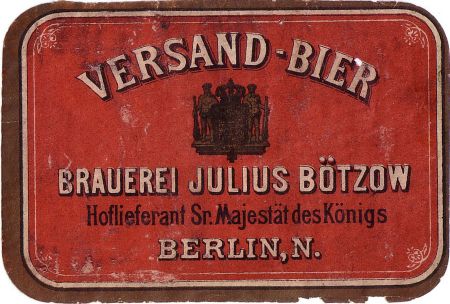 VERSAND-BIER
BRAUEREI JULIUS BÖTZOW
Hoflieferant Sr. Majestät des Königs
BERLIN, N.